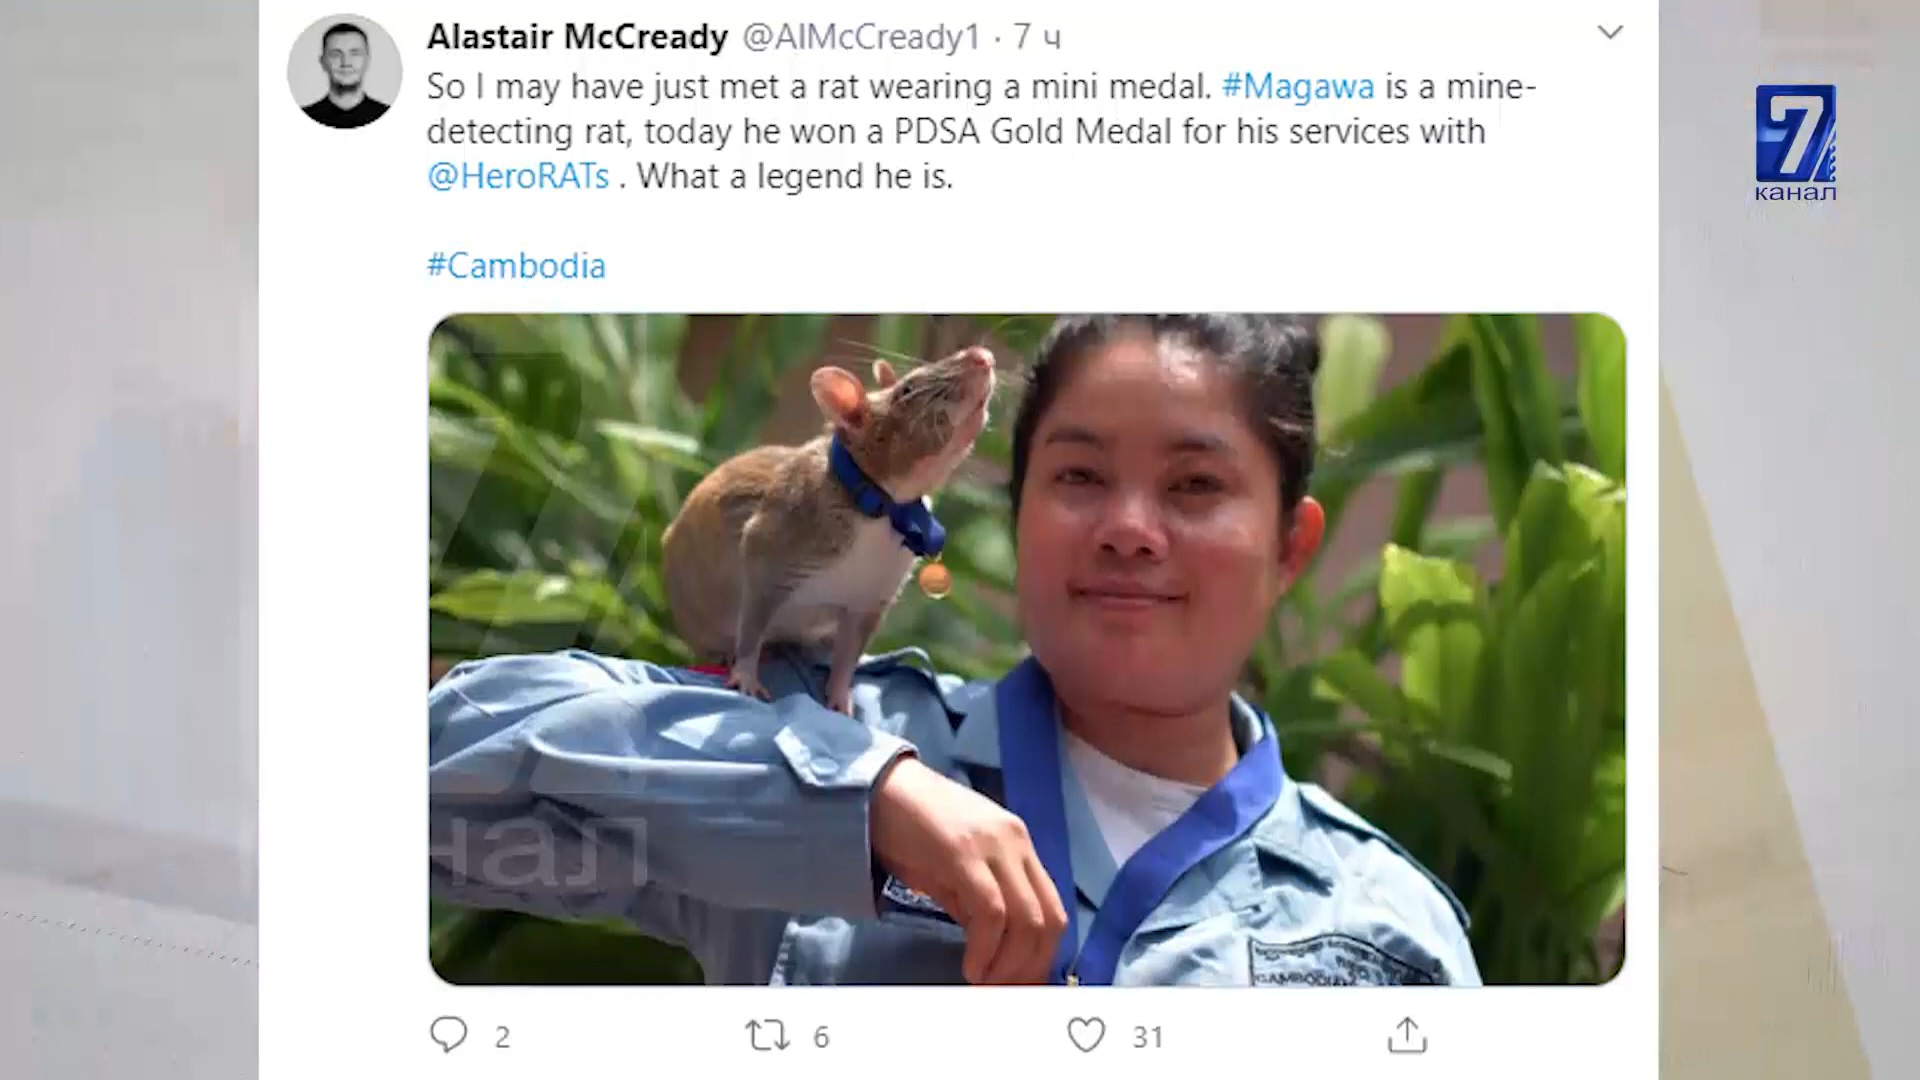 Alastair McCready @AlMcCready1 · 7 ч
So I may have just met a rat wearing a mini medal. #Magawa is a mine-
detecting rat, today he won a PDSA Gold Medal for his services with
@HeroRATs . What a legend he is.
#Cambodia
7
канал
нал
CAMBODIA
2 6 31